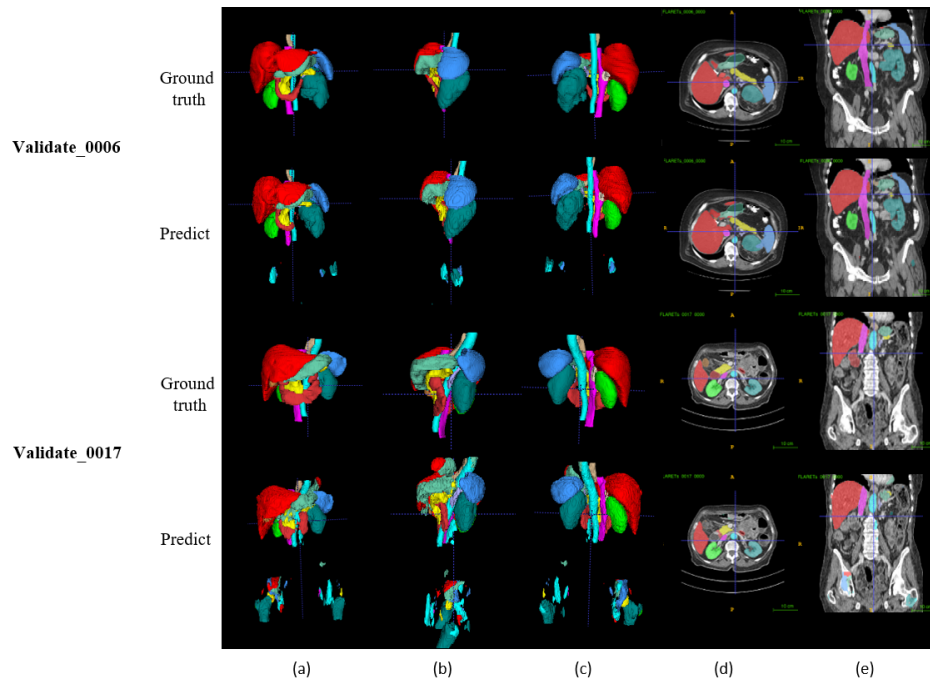 Ground
truth
Validate_0006
Predict
Ground
truth
Validate_0017
Predict
(a) (b) (c) (d) (e)